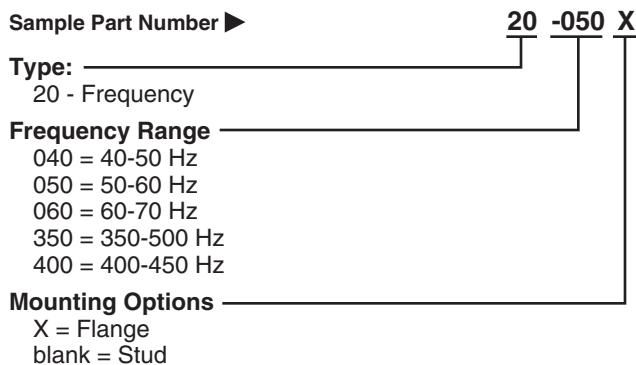 Sample Part Number ▶ 20 -050 X
Type:
20 - Frequency
Frequency Range
040 = 40-50 Hz
050 = 50-60 Hz
060 = 60-70 Hz
350 = 350-500 Hz
400 = 400-450 Hz
Mounting Options
X = Flange
blank = Stud